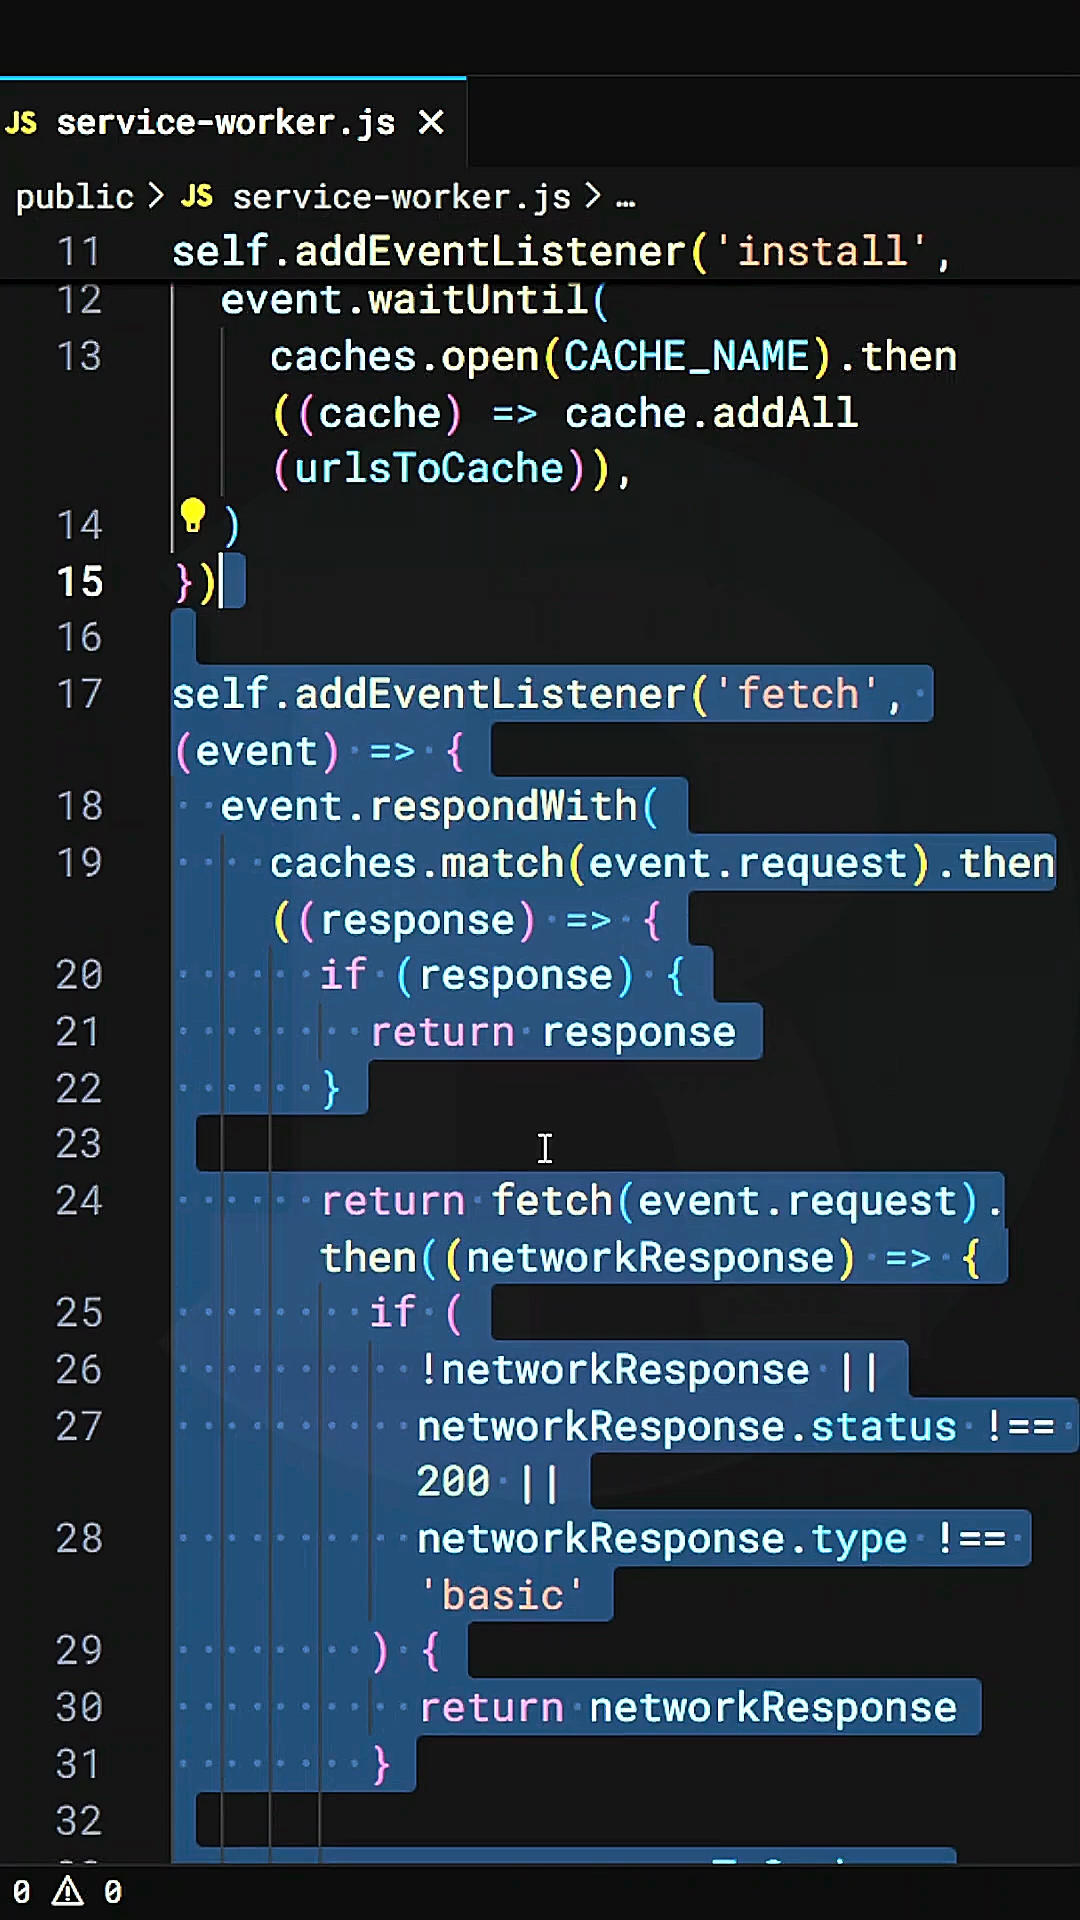 JS service-worker.js ×
public > JS service-worker.js > …
11 self.addEventListener('install',
12 event.waitUntil(
13 caches.open(CACHE_NAME).then
((cache) => cache.addAll
(urlsToCache)),
14 )
15 })
16
17 self.addEventListener('fetch',
(event) => {
18 event.respondWith(
19 caches.match(event.request).then
((response) => {
20 if (response) {
21 return response
22 }
23
24 return fetch(event.request).
then((networkResponse) => {
25 if (
26 !networkResponse ||
27 networkResponse.status !==
200 ||
28 networkResponse.type !==
'basic'
29 ) {
30 return networkResponse
31 }
32
0 ⚠ 0